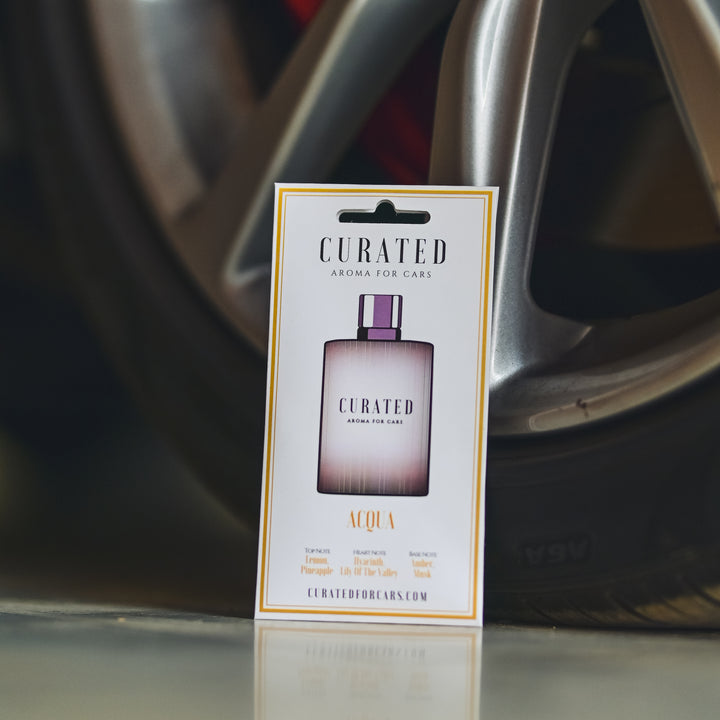 CURATED
AROMA FOR CARS
CURATED
AROMA FOR CARS
ACQUA
TOP NOTE
Lemon,
Pineapple
HEART NOTE
Hyacinth,
Lily Of The Valley
BASE NOTE
Amber,
Musk
CURATEDFORCARS.COM